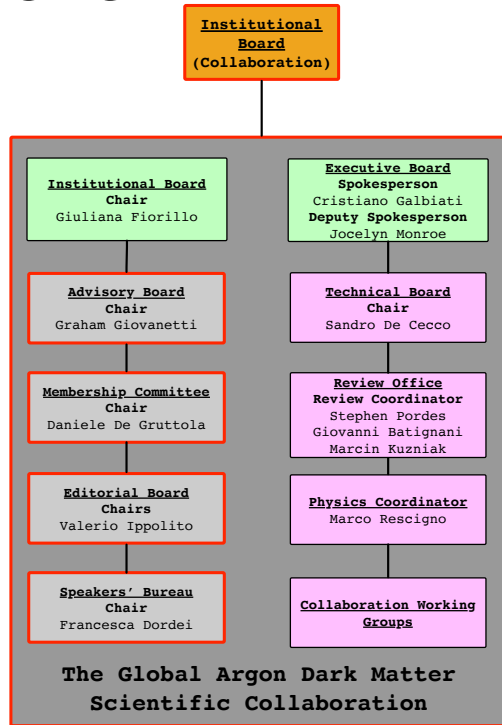 Institutional
Board
(Collaboration)
Institutional Board
Chair
Giuliana Fiorillo
Advisory Board
Chair
Graham Giovanetti
Membership Committee
Chair
Daniele De Gruttola
Editorial Board
Chairs
Valerio Ippolito
Speakers’ Bureau
Chair
Francesca Dordei
Executive Board
Spokesperson
Cristiano Galbiati
Deputy Spokesperson
Jocelyn Monroe
Technical Board
Chair
Sandro De Cecco
Review Office
Review Coordinator
Stephen Pordes
Giovanni Batignani
Marcin Kuzniak
Physics Coordinator
Marco Rescigno
Collaboration Working
Groups
The Global Argon Dark Matter
Scientific Collaboration